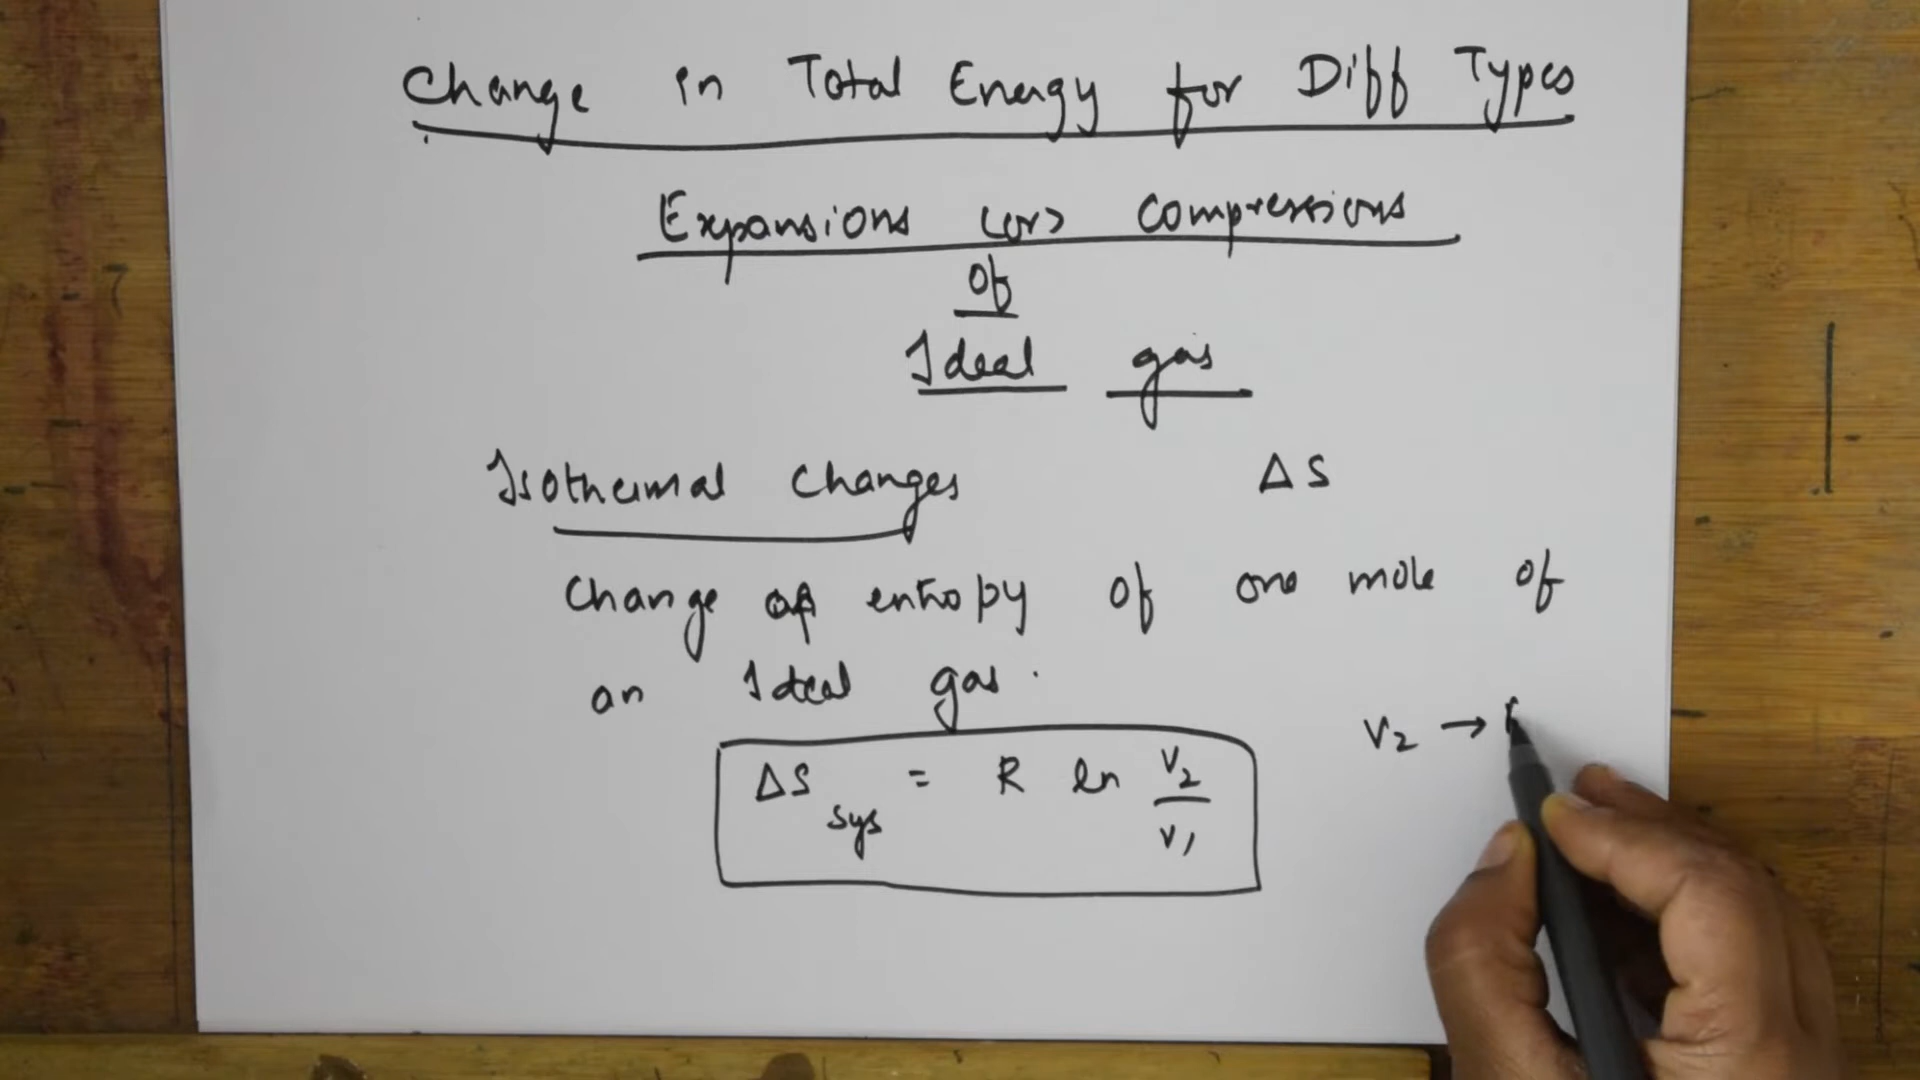 Change in Total Energy for Diff Types
Expansions (or) Compressions
of
Ideal gas
Isothermal Changes ΔS
Change of entropy of one mole of
an Ideal gas.
V2 →
ΔS sys = R ln V2/V1